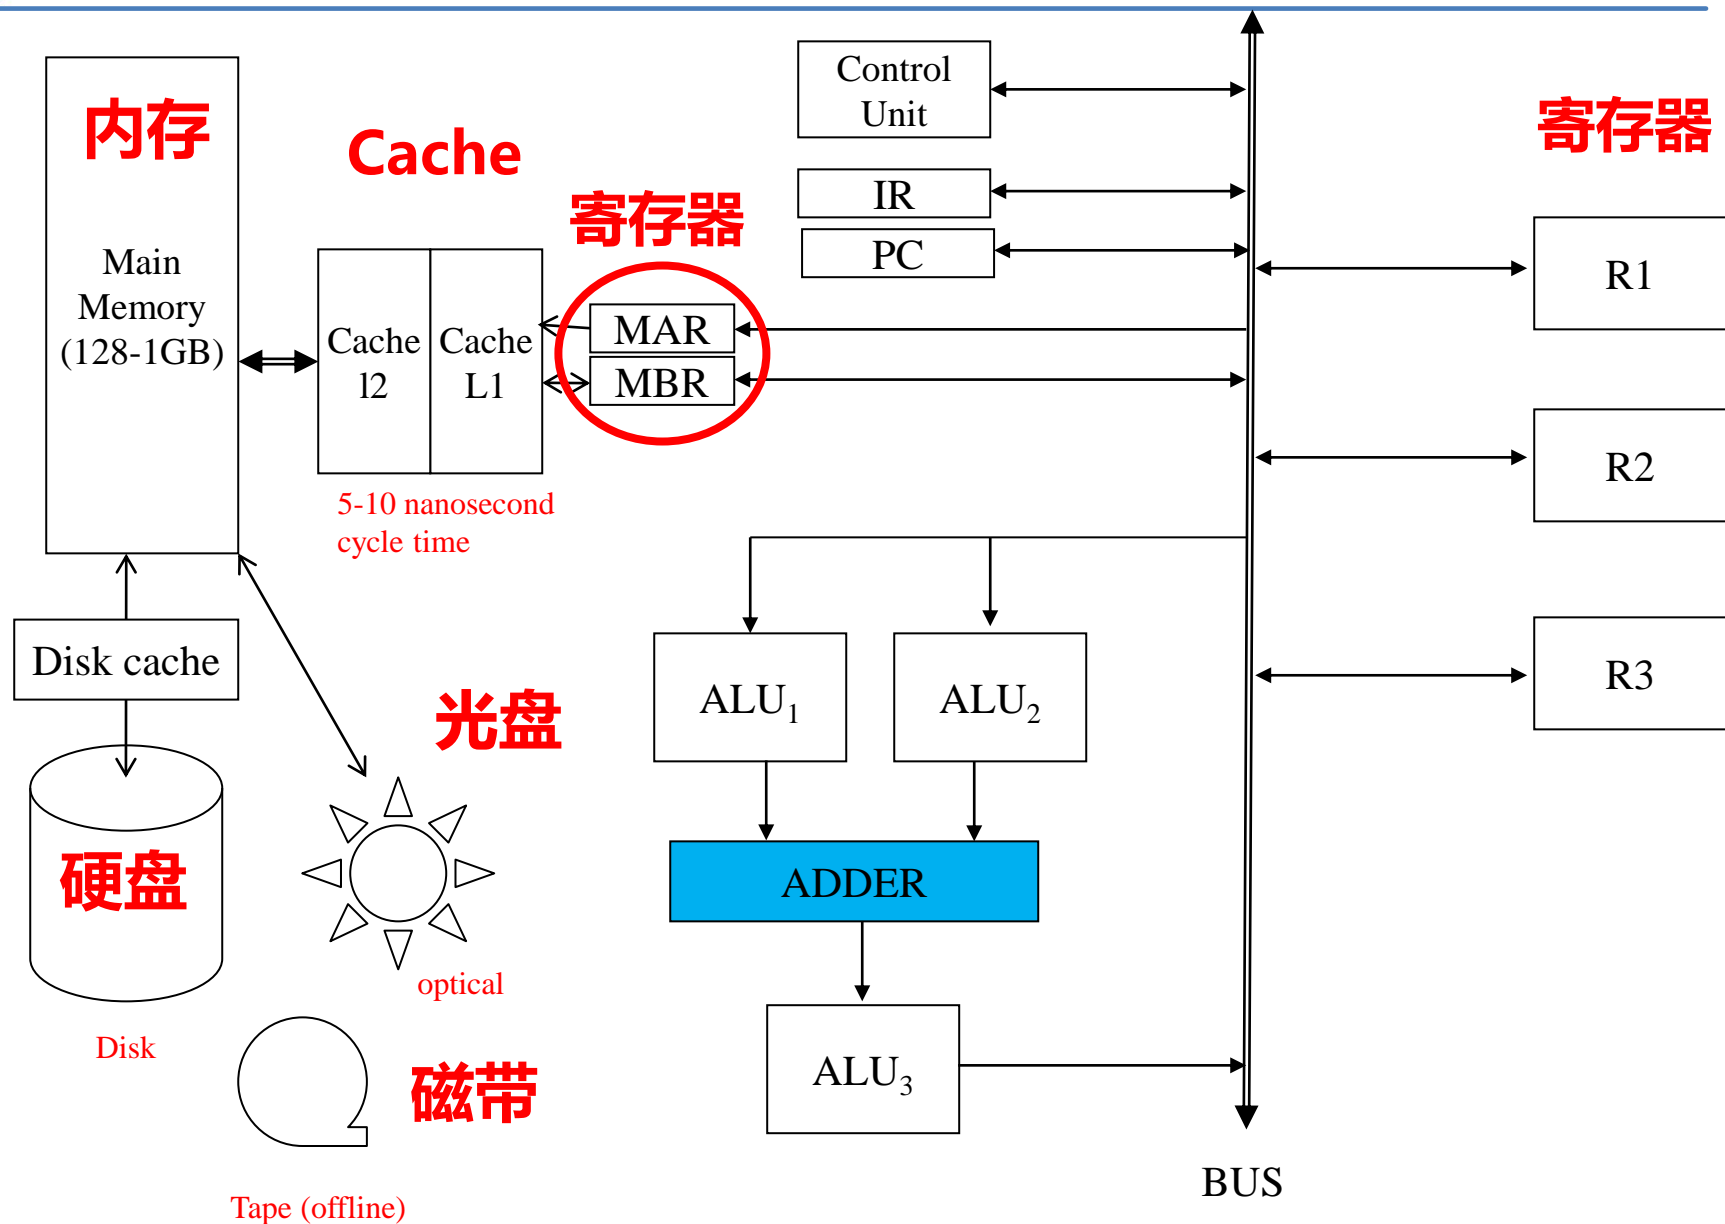 内存
Main
Memory
(128-1GB)
Cache
Cache
l2
Cache
L1
5-10 nanosecond
cycle time
寄存器
MAR
MBR
Control
Unit
IR
PC
寄存器
R1
R2
R3
Disk cache
硬盘
Disk
光盘
optical
磁带
Tape (offline)
ALU1
ALU2
ADDER
ALU3
BUS